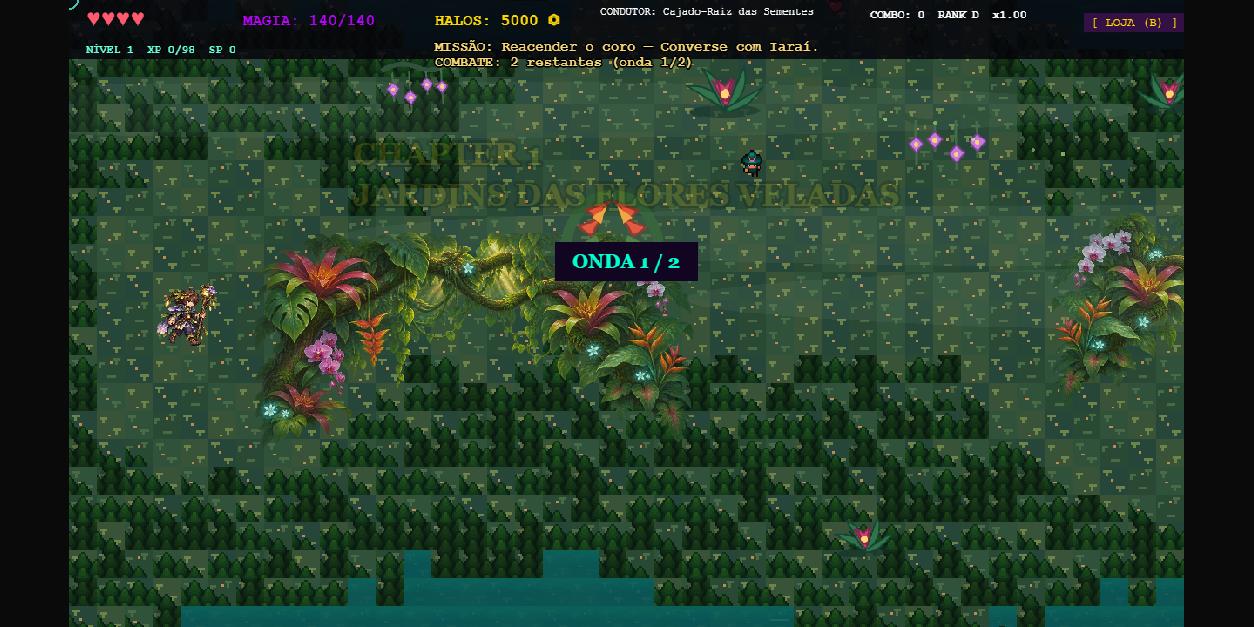 MAGIA: 140/140
HALOS: 5000
CONDUTOR: Cajado-Raiz das Sementes
COMBO: 0 RANK D x1.00
[ LOJA (B) ]
NÍVEL 1 XP 0/98 SP 0
MISSÃO: Reacender o coro — Converse com Iaraí.
COMBATE: 2 restantes (onda 1/2)
CHAPTER 1
JARDINS DAS FLORES VELADAS
ONDA 1 / 2